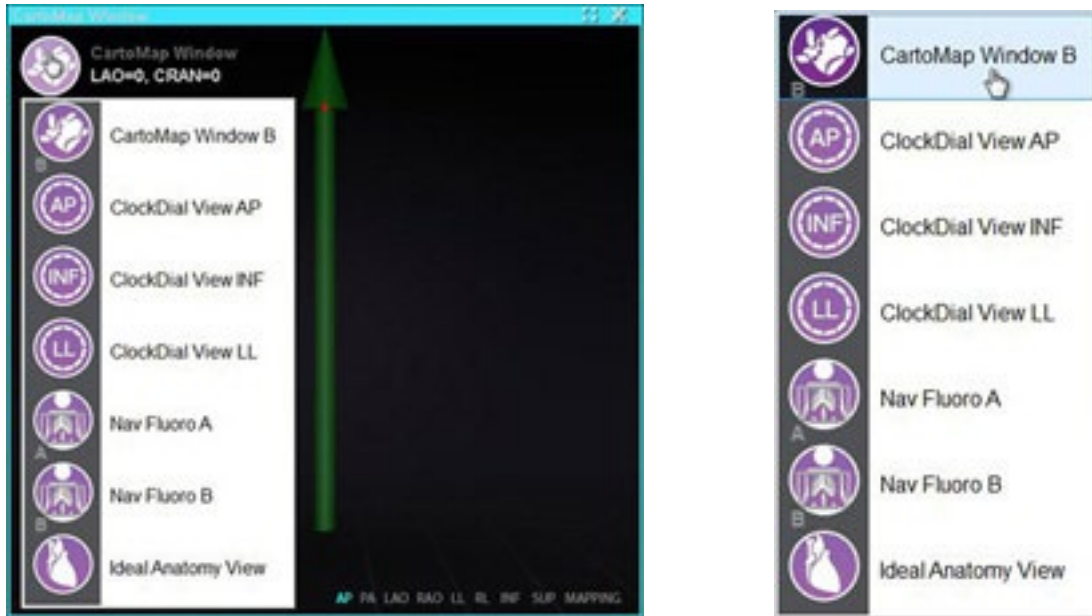 CartoMap Window
CartoMap Window
LAO=0, CRAN=0
B
CartoMap Window B
AP
ClockDial View AP
INF
ClockDial View INF
LL
ClockDial View LL
A
Nav Fluoro A
B
Nav Fluoro B
Ideal Anatomy View
AP PA LAO RAO LL RL INF SUP MAPPING
B
CartoMap Window B
AP
ClockDial View AP
INF
ClockDial View INF
LL
ClockDial View LL
A
Nav Fluoro A
B
Nav Fluoro B
Ideal Anatomy View